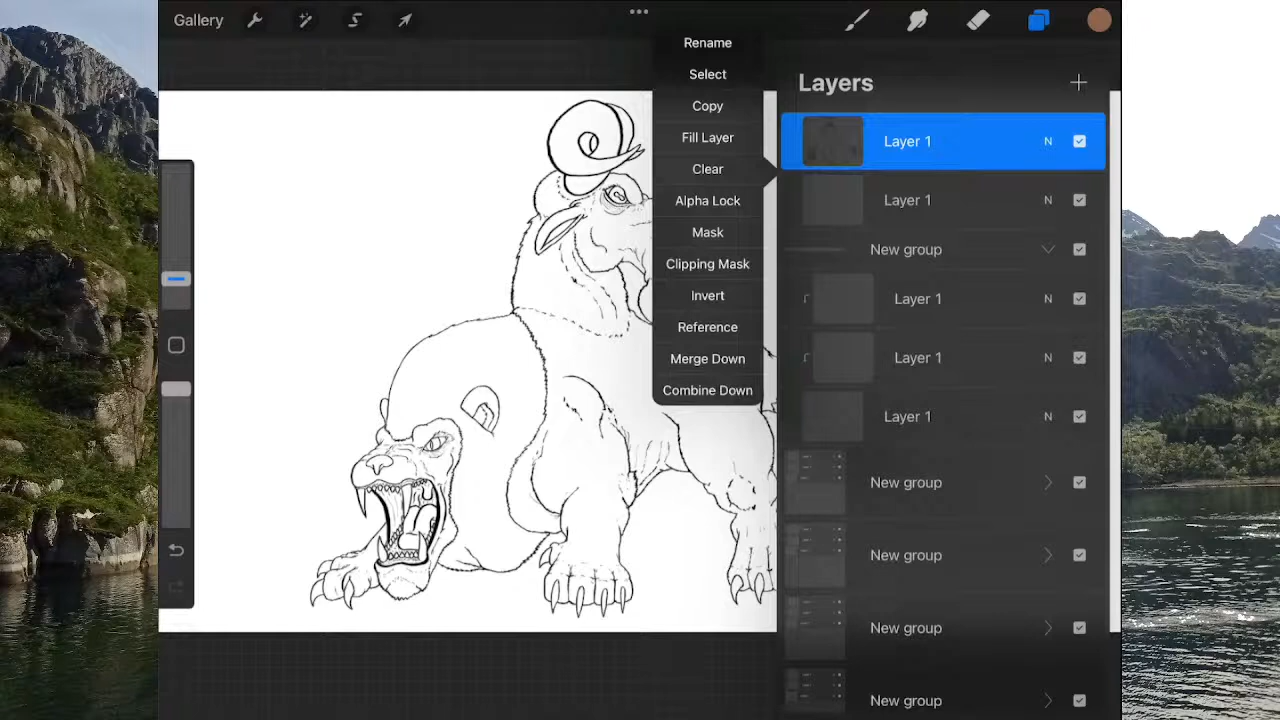 Gallery
Rename
Select
Copy
Fill Layer
Clear
Alpha Lock
Mask
Clipping Mask
Invert
Reference
Merge Down
Combine Down
Layers
Layer 1 N
Layer 1 N
New group
Layer 1 N
Layer 1 N
Layer 1 N
New group
New group
New group
New group